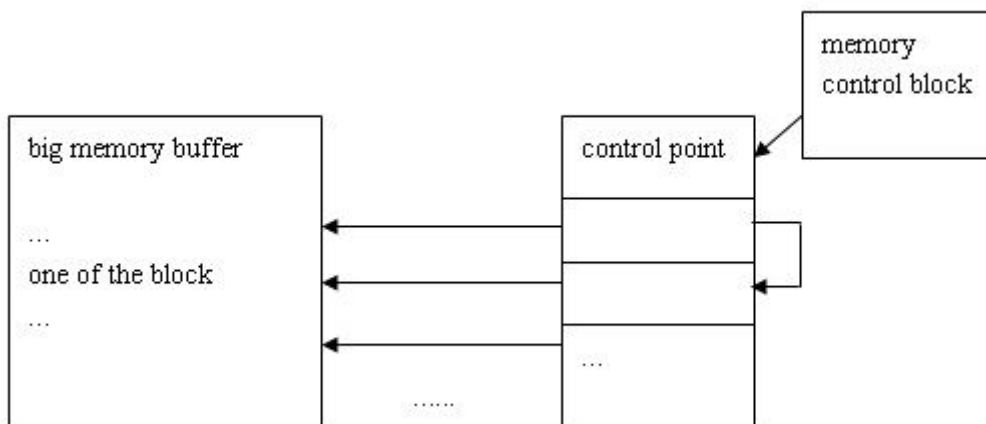 memory
control block
big memory buffer
control point
...
one of the block
...
...
......